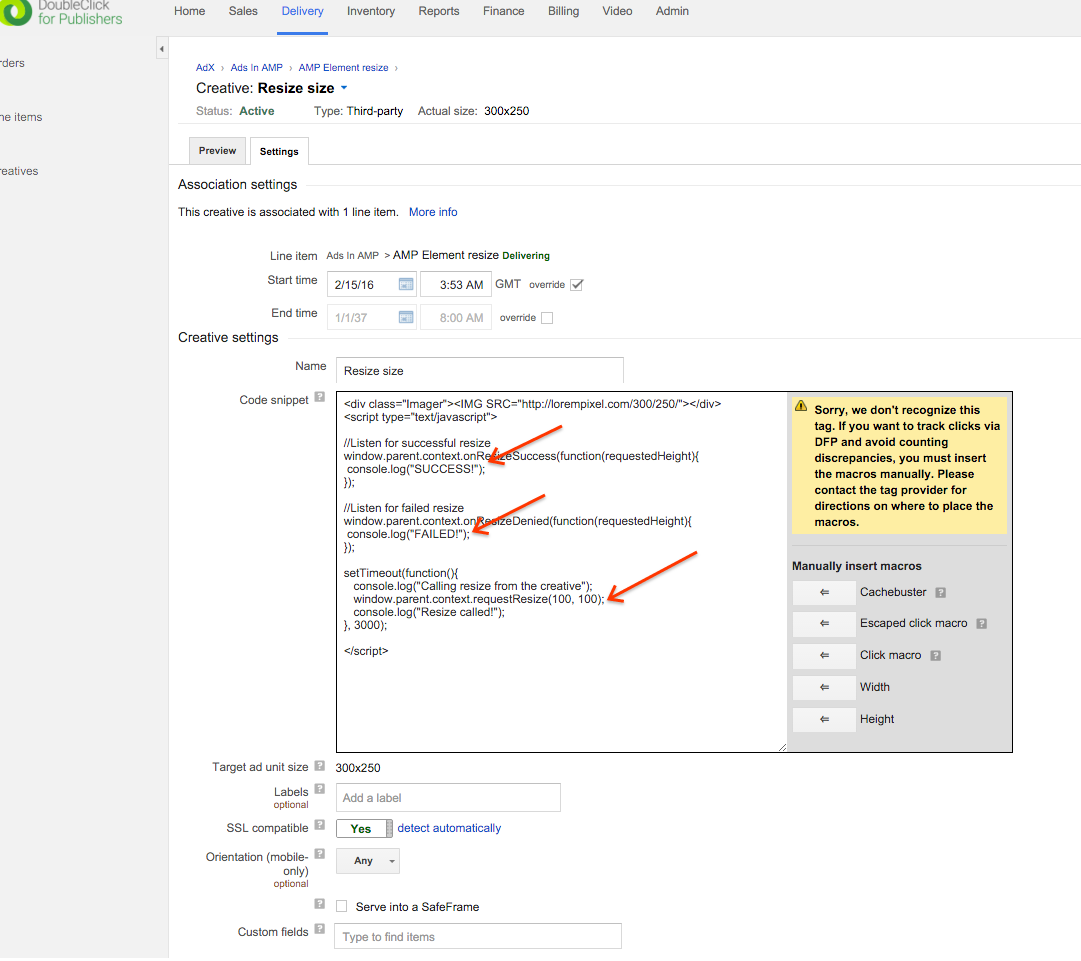 DoubleClick
for Publishers
Home Sales Delivery Inventory Reports Finance Billing Video Admin
rders
ne items
reatives
AdX › Ads In AMP › AMP Element resize ›
Creative: Resize size
Status: Active Type: Third-party Actual size: 300x250
Preview Settings
Association settings
This creative is associated with 1 line item. More info
Line item Ads In AMP > AMP Element resize Delivering
Start time 2/15/16 3:53 AM GMT override
End time 1/1/37 8:00 AM override
Creative settings
Name Resize size
Code snippet ?
<div class="Imager"><IMG SRC="http://lorempixel.com/300/250/"></div>
<script type="text/javascript">
//Listen for successful resize
window.parent.context.onResizeSuccess(function(requestedHeight){
console.log("SUCCESS!");
});
//Listen for failed resize
window.parent.context.onResizeDenied(function(requestedHeight){
console.log("FAILED!");
});
setTimeout(function(){
console.log("Calling resize from the creative");
window.parent.context.requestResize(100, 100);
console.log("Resize called!");
}, 3000);
</script>
Sorry, we don't recognize this
tag. If you want to track clicks via
DFP and avoid counting
discrepancies, you must insert
the macros manually. Please
contact the tag provider for
directions on where to place the
macros.
Manually insert macros
⇐ Cachebuster ?
⇐ Escaped click macro ?
⇐ Click macro ?
⇐ Width
⇐ Height
Target ad unit size ? 300x250
Labels ? Add a label
optional
SSL compatible ? Yes detect automatically
Orientation (mobile- ? Any
only)
optional
? Serve into a SafeFrame
Custom fields ? Type to find items